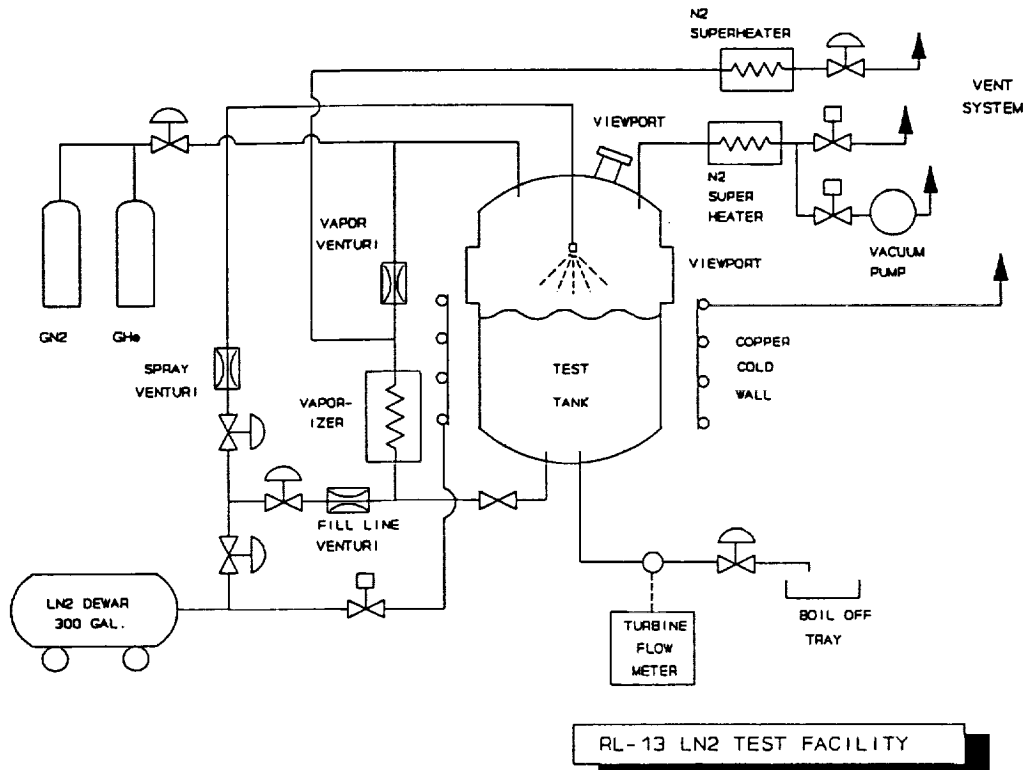 N2
SUPERHEATER
VENT
SYSTEM
VIEWPORT
N2
SUPER
HEATER
VACUUM
PUMP
VAPOR
VENTURI
VIEWPORT
GN2
GHe
SPRAY
VENTURI
VAPOR-
IZER
TEST
TANK
COPPER
COLD
WALL
FILL LINE
VENTURI
LN2 DEWAR
300 GAL.
TURBINE
FLOW
METER
BOIL OFF
TRAY
RL-13 LN2 TEST FACILITY